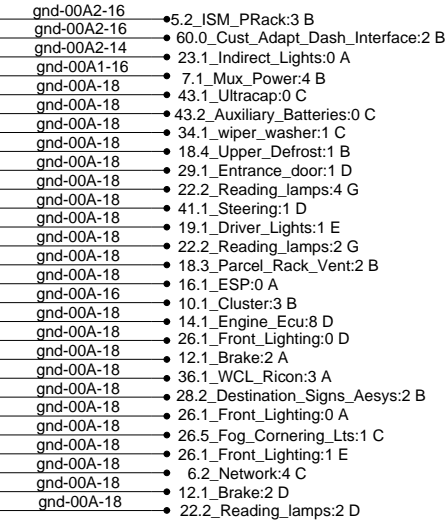 gnd-00A2-16 5.2_ISM_PRack:3 B
gnd-00A2-16 60.0_Cust_Adapt_Dash_Interface:2 B
gnd-00A2-14 23.1_Indirect_Lights:0 A
gnd-00A1-16 7.1_Mux_Power:4 B
gnd-00A-18 43.1_Ultracap:0 C
gnd-00A-18 43.2_Auxiliary_Batteries:0 C
gnd-00A-18 34.1_wiper_washer:1 C
gnd-00A-18 18.4_Upper_Defrost:1 B
gnd-00A-18 29.1_Entrance_door:1 D
gnd-00A-18 22.2_Reading_lamps:4 G
gnd-00A-18 41.1_Steering:1 D
gnd-00A-18 19.1_Driver_Lights:1 E
gnd-00A-18 22.2_Reading_lamps:2 G
gnd-00A-18 18.3_Parcel_Rack_Vent:2 B
gnd-00A-18 16.1_ESP:0 A
gnd-00A-16 10.1_Cluster:3 B
gnd-00A-18 14.1_Engine_Ecu:8 D
gnd-00A-18 26.1_Front_Lighting:0 D
gnd-00A-18 12.1_Brake:2 A
gnd-00A-18 36.1_WCL_Ricon:3 A
gnd-00A-18 28.2_Destination_Signs_Aesys:2 B
gnd-00A-18 26.1_Front_Lighting:0 A
gnd-00A-18 26.5_Fog_Cornering_Lts:1 C
gnd-00A-18 26.1_Front_Lighting:1 E
gnd-00A-18 6.2_Network:4 C
gnd-00A-18 12.1_Brake:2 D
gnd-00A-18 22.2_Reading_lamps:2 D